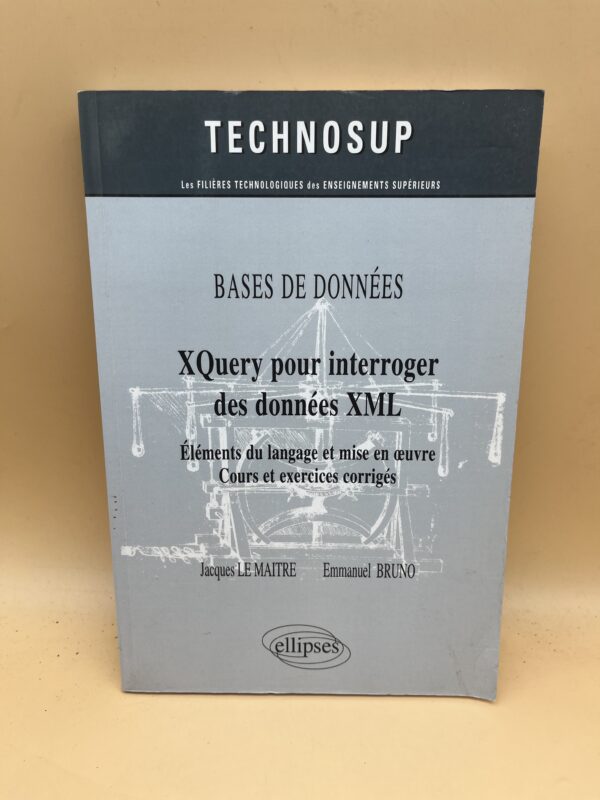 TECHNOSUP
Les FILIÈRES TECHNOLOGIQUES des ENSEIGNEMENTS SUPÉRIEURS
BASES DE DONNÉES
XQuery pour interroger
des données XML
Éléments du langage et mise en œuvre
Cours et exercices corrigés
Jacques LE MAITRE Emmanuel BRUNO
ellipses